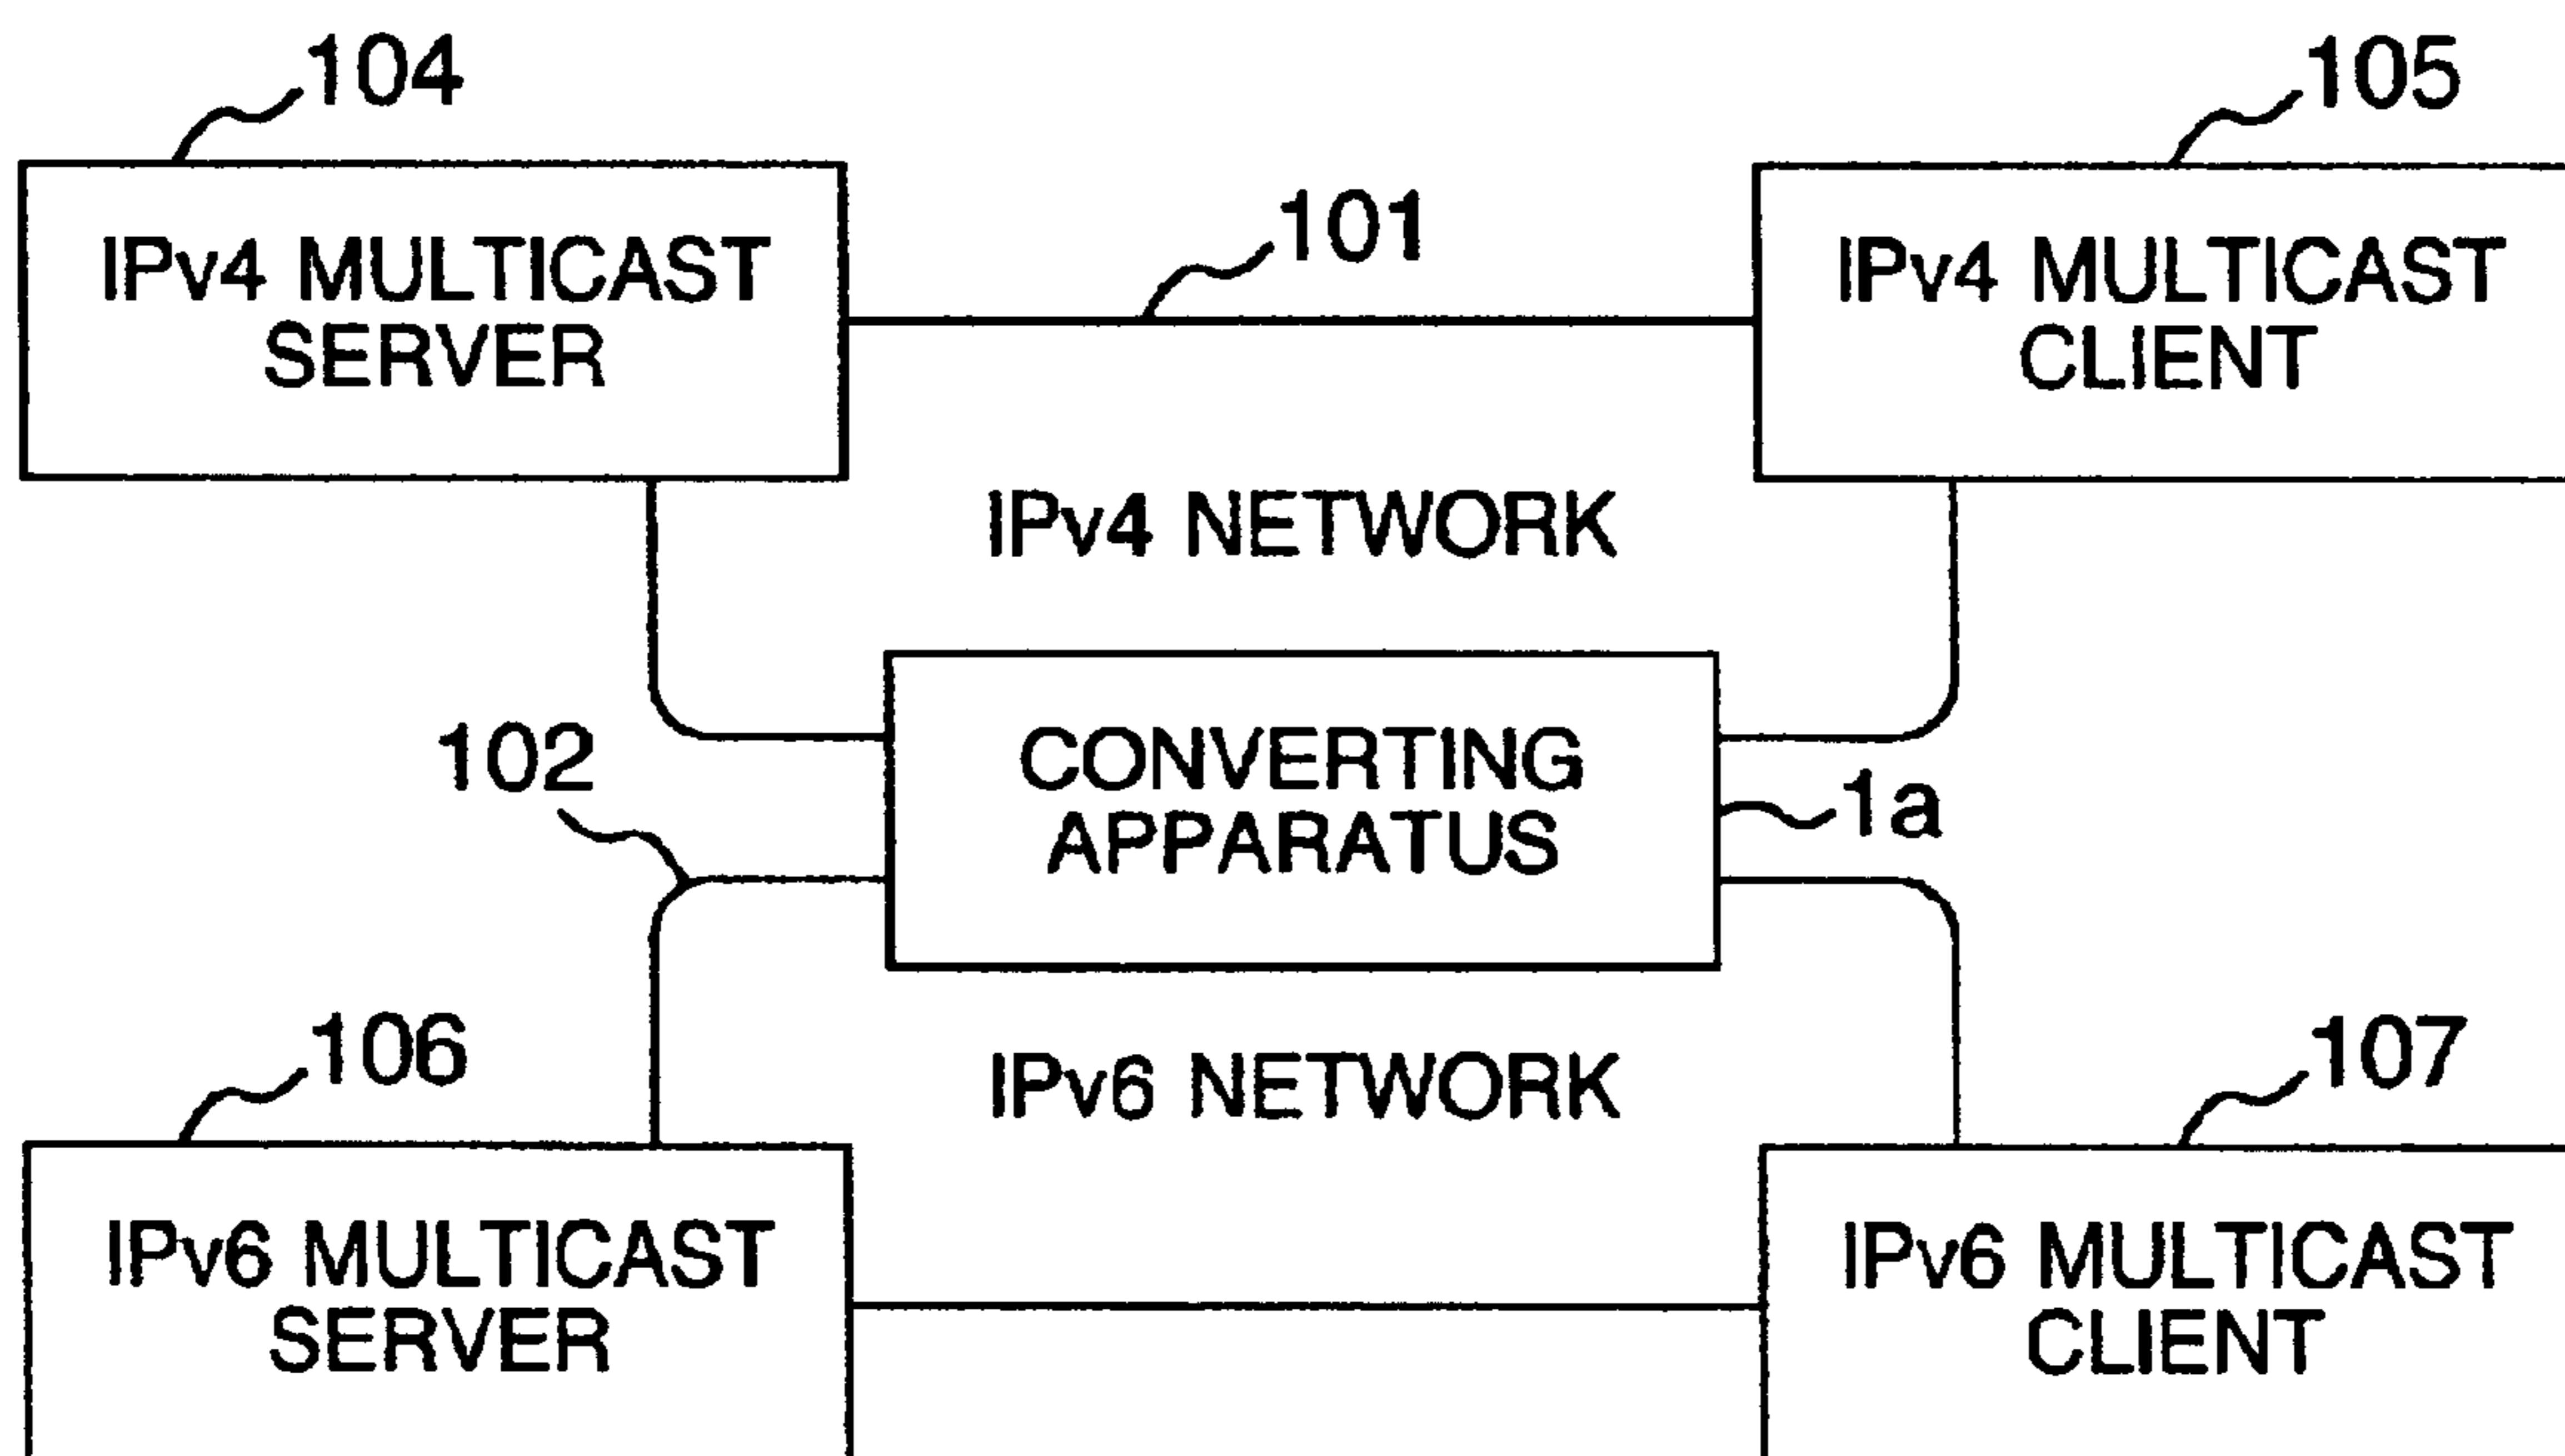 104
105
101
IPv4 MULTICAST
SERVER
IPv4 MULTICAST
CLIENT
IPv4 NETWORK
102
CONVERTING
APPARATUS
1a
106
107
IPv6 NETWORK
IPv6 MULTICAST
SERVER
IPv6 MULTICAST
CLIENT